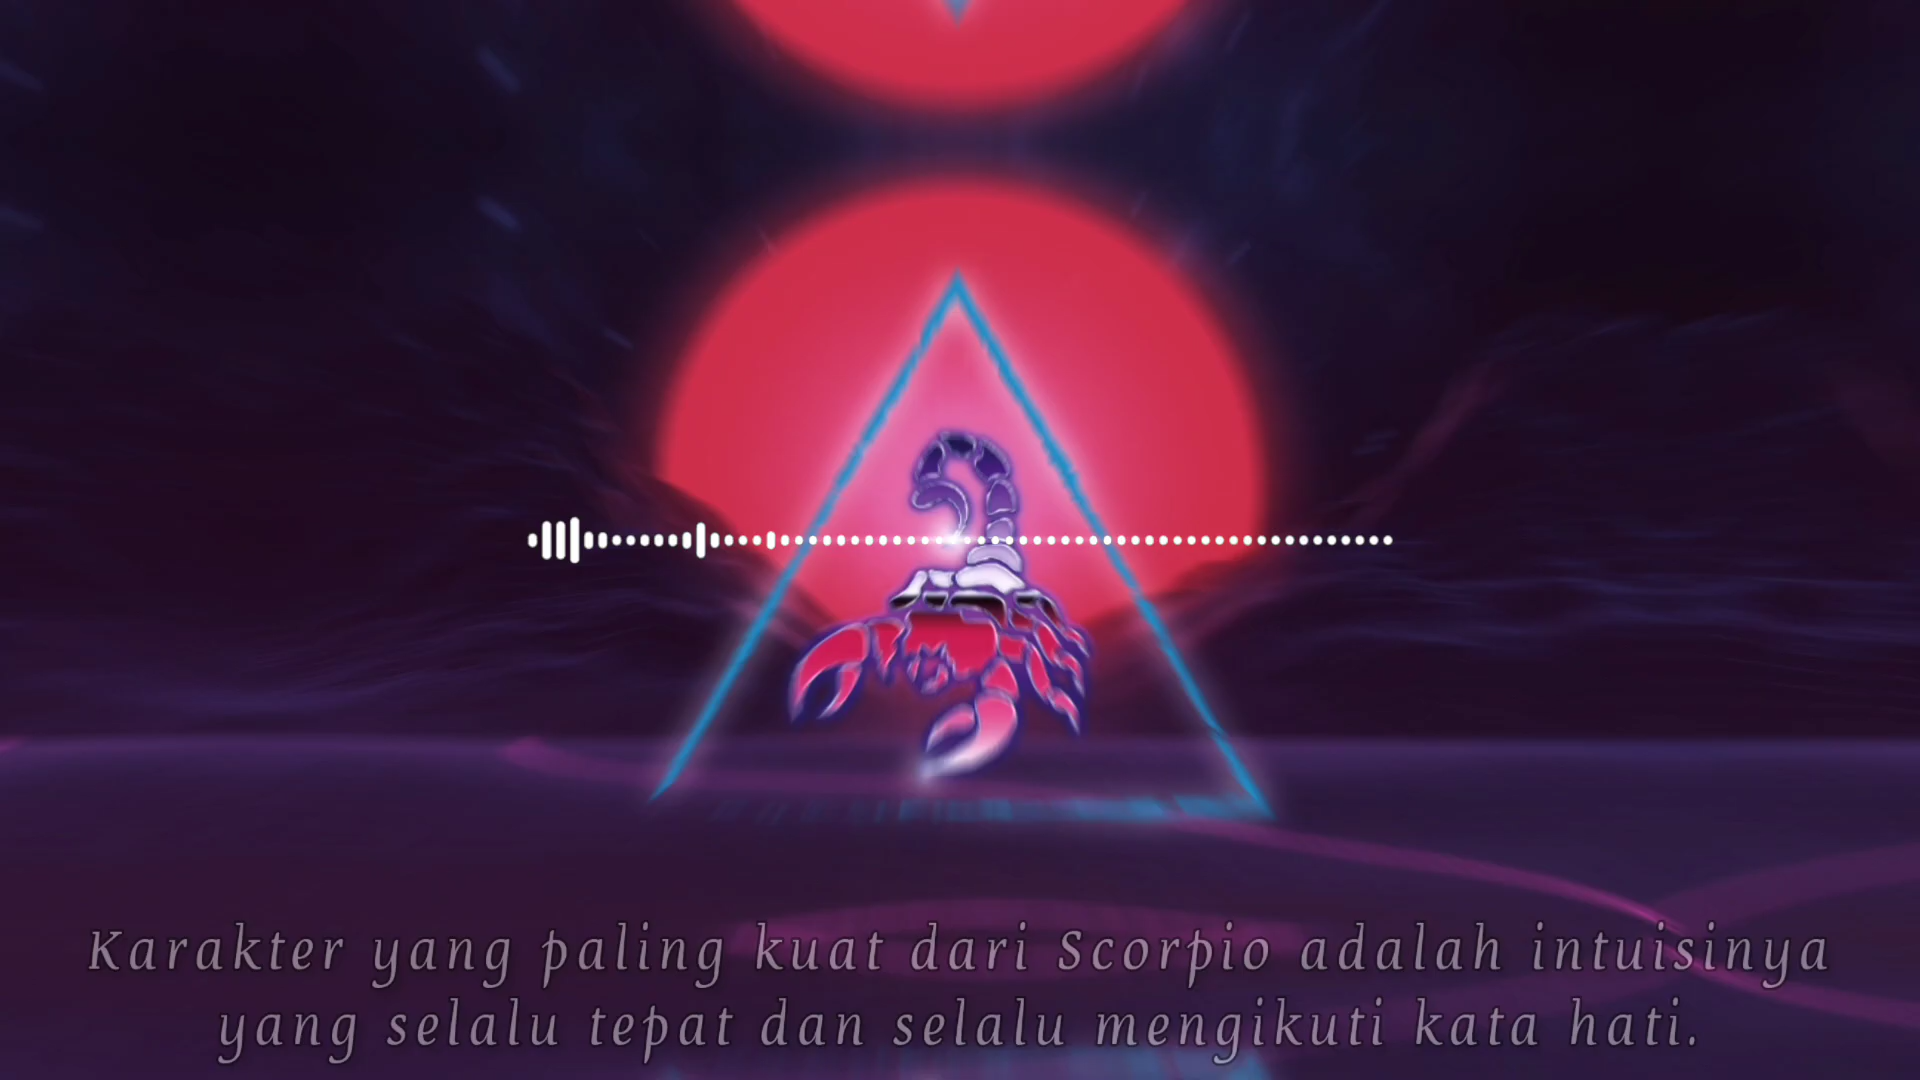 Karakter yang paling kuat dari Scorpio adalah intuisinya
yang selalu tepat dan selalu mengikuti kata hati.